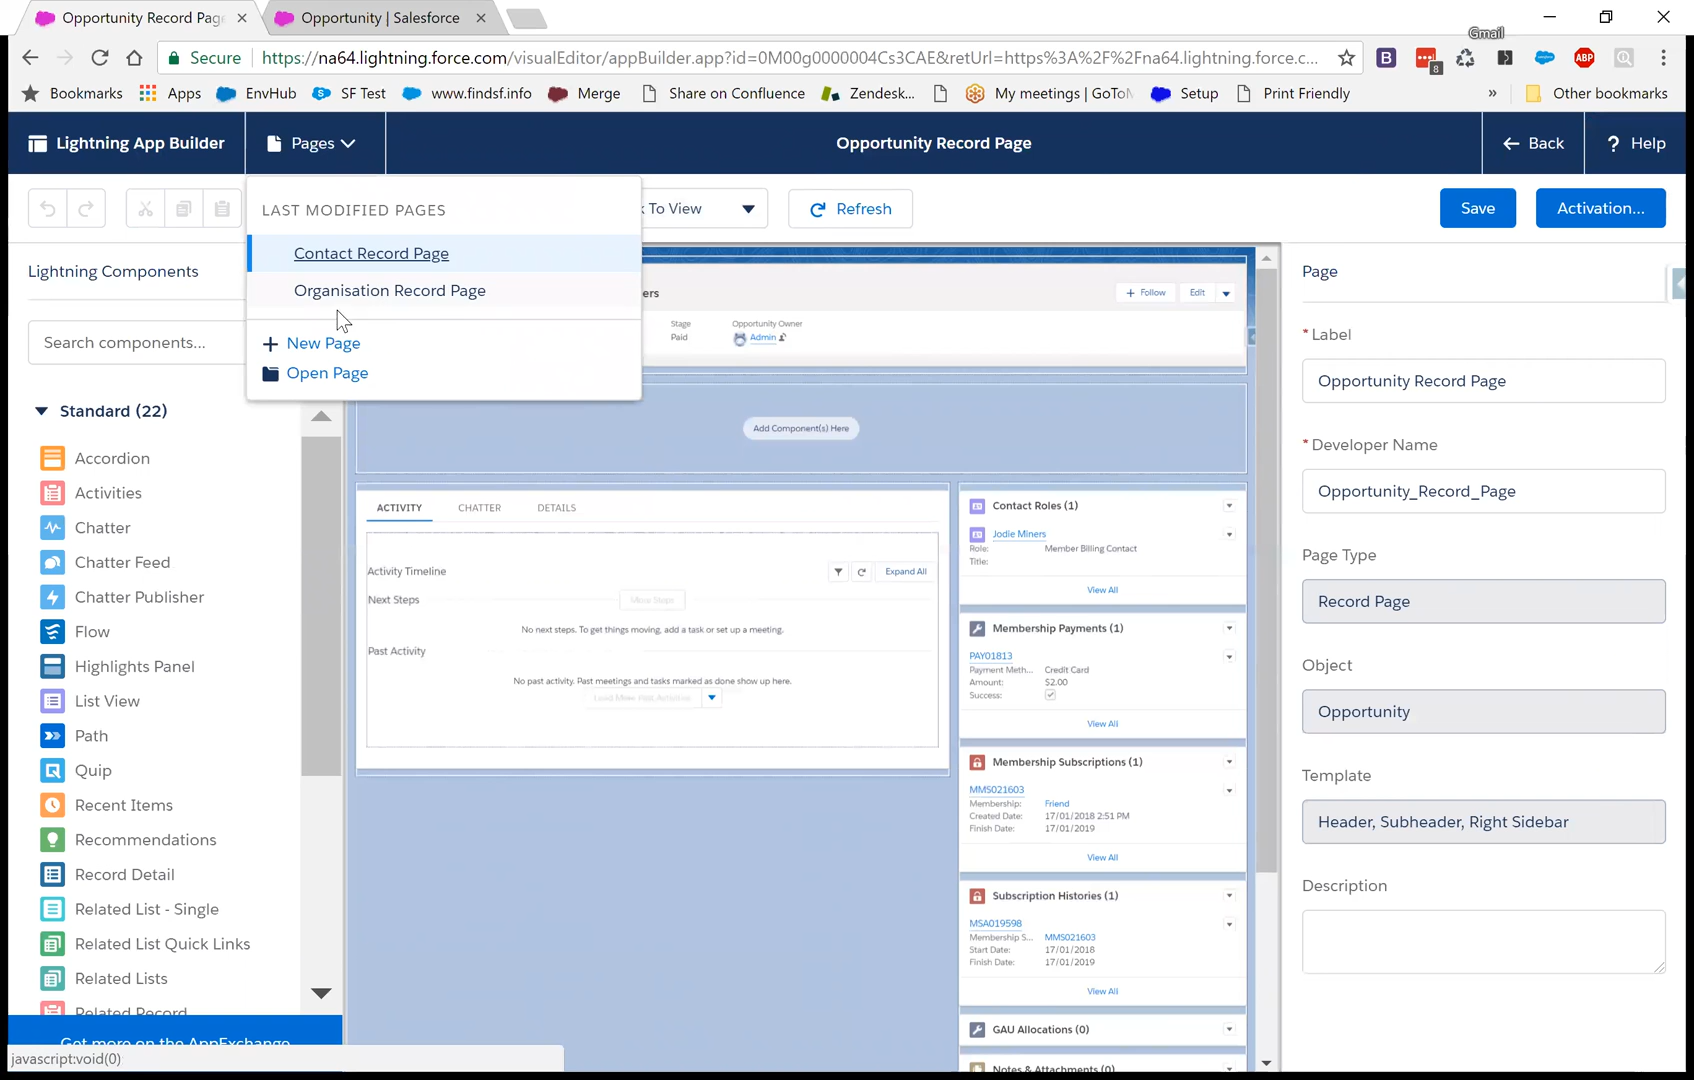 Opportunity Record Pag
Opportunity | Salesforce
Gmail
Secure
https://na64.lightning.force.com/visualEditor/appBuilder.app?id=0M00g0000004Cs3CAE&retUrl=https%3A%2F%2Fna64.lightning.force.c...
8
ABP
Bookmarks
Apps
EnvHub
SF Test
www.findsf.info
Merge
Share on Confluence
Zendesk...
My meetings | GoToM
Setup
Print Friendly
»
Other bookmarks
Lightning App Builder
Pages
Opportunity Record Page
Back
? Help
LAST MODIFIED PAGES
Contact Record Page
Organisation Record Page
New Page
Open Page
k To View
Refresh
Save
Activation...
Lightning Components
Search components...
Standard (22)
Accordion
Activities
Chatter
Chatter Feed
Chatter Publisher
Flow
Highlights Panel
List View
Path
Quip
Recent Items
Recommendations
Record Detail
Related List - Single
Related List Quick Links
Related Lists
Related Record
Get more on the AppExchange
javascript:void(0)
ers
+ Follow
Edit
Stage
Paid
Opportunity Owner
Admin
Add Component(s) Here
ACTIVITY
CHATTER
DETAILS
Activity Timeline
Expand All
Next Steps
More Steps
No next steps. To get things moving, add a task or set up a meeting.
Past Activity
No past activity. Past meetings and tasks marked as done show up here.
Load More Past Activities
Contact Roles (1)
Jodie Miners
Role: Member Billing Contact
Title:
View All
Membership Payments (1)
PAY01813
Payment Meth... Credit Card
Amount: $2.00
Success:
View All
Membership Subscriptions (1)
MMS021603
Membership: Friend
Created Date: 17/01/2018 2:51 PM
Finish Date: 17/01/2019
View All
Subscription Histories (1)
MSA019598
Membership S... MMS021603
Start Date: 17/01/2018
Finish Date: 17/01/2019
View All
GAU Allocations (0)
Notes & Attachments (0)
Page
* Label
Opportunity Record Page
* Developer Name
Opportunity_Record_Page
Page Type
Record Page
Object
Opportunity
Template
Header, Subheader, Right Sidebar
Description